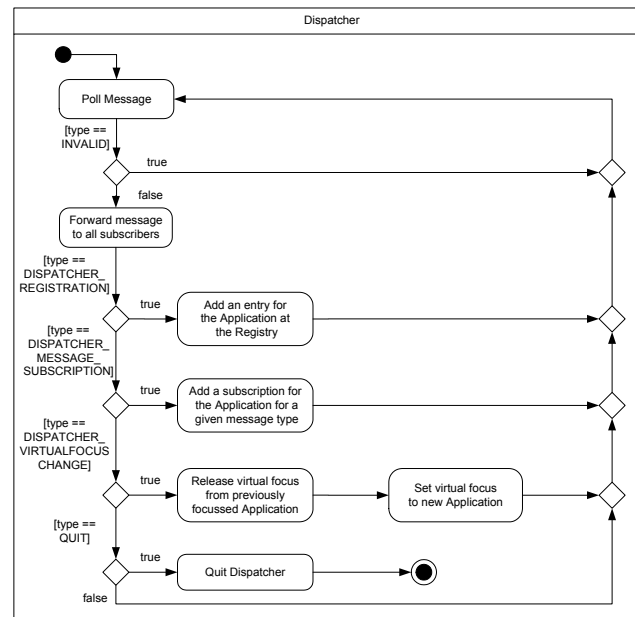 Dispatcher
Poll Message
[type ==
INVALID]
true
false
Forward message
to all subscribers
[type ==
DISPATCHER_
REGISTRATION]
true
Add an entry for
the Application at
the Registry
[type ==
DISPATCHER_
MESSAGE_
SUBSCRIPTION]
true
Add a subscription for
the Application for a
given message type
[type ==
DISPATCHER_
VIRTUALFOCUS
CHANGE]
true
Release virtual focus
from previously
focussed Application
Set virtual focus
to new Application
[type ==
QUIT]
true
Quit Dispatcher
false